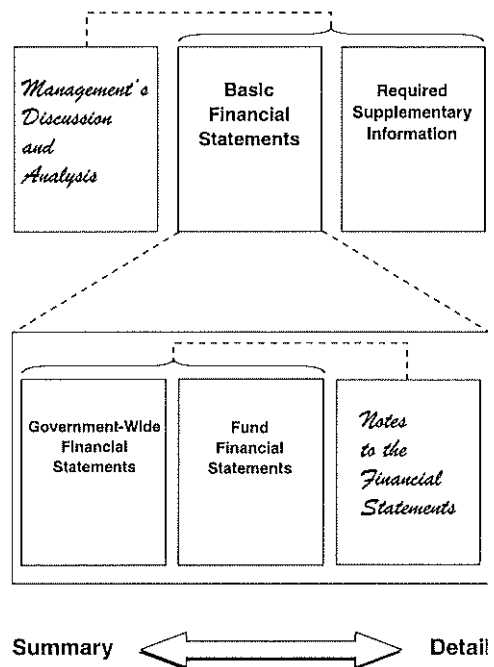 Management's
Discussion
and
Analysis
Basic
Financial
Statements
Required
Supplementary
Information
Government-Wide
Financial
Statements
Fund
Financial
Statements
Notes
to the
Financial
Statements
Summary
Detail